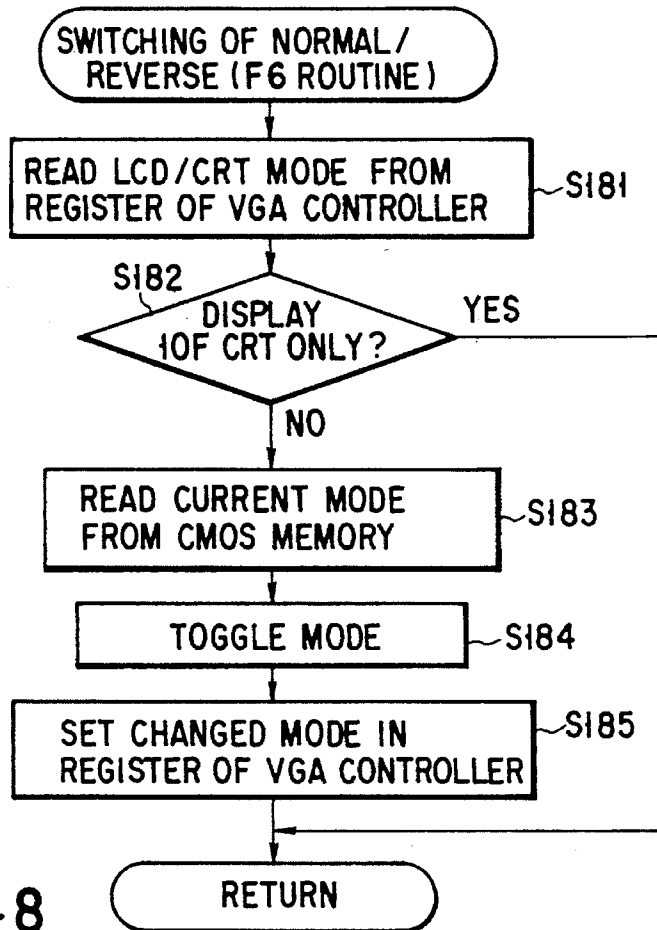 SWITCHING OF NORMAL/
REVERSE (F6 ROUTINE)
READ LCD/CRT MODE FROM
REGISTER OF VGA CONTROLLER
S181
S182
DISPLAY
10F CRT ONLY?
YES
NO
READ CURRENT MODE
FROM CMOS MEMORY
S183
TOGGLE MODE
S184
SET CHANGED MODE IN
REGISTER OF VGA CONTROLLER
S185
RETURN
8